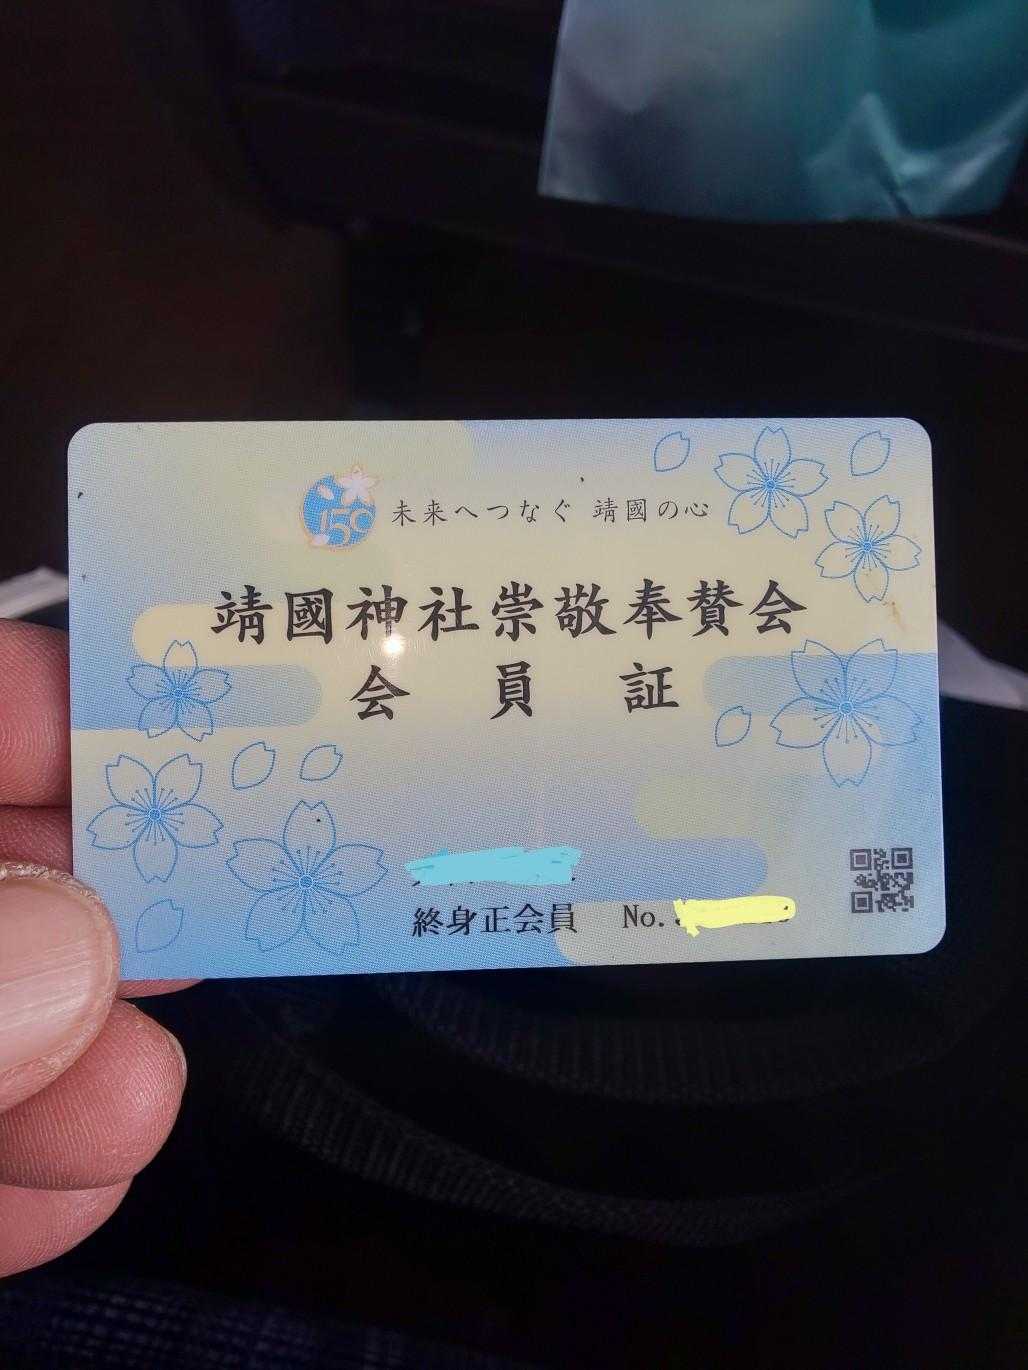 150 未来へつなぐ 靖國の心
靖國神社崇敬奉賛会
会員証
終身正会員 No.